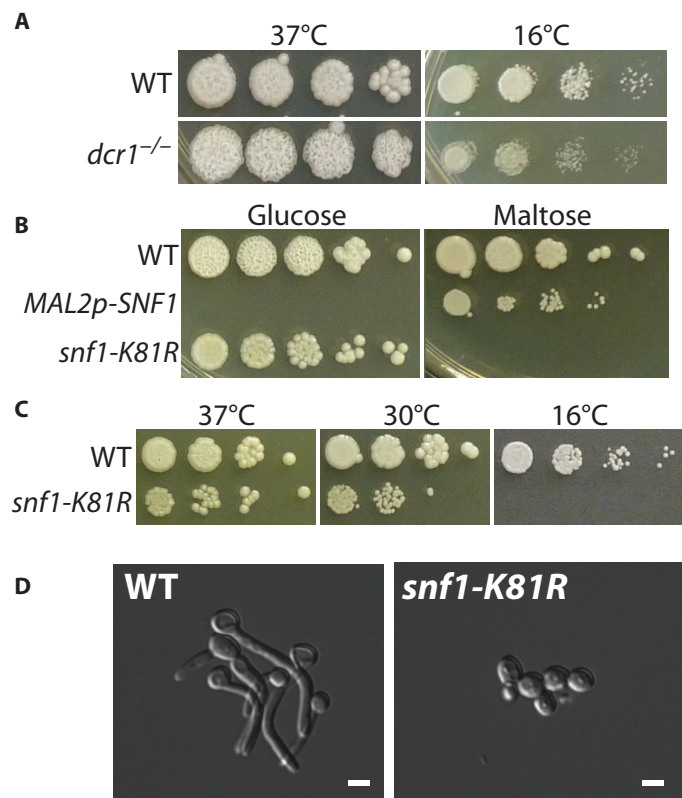 A
37°C 16°C
WT
dcr1–/–
B
Glucose Maltose
WT
MAL2p-SNF1
snf1-K81R
C
37°C 30°C 16°C
WT
snf1-K81R
D
WT snf1-K81R